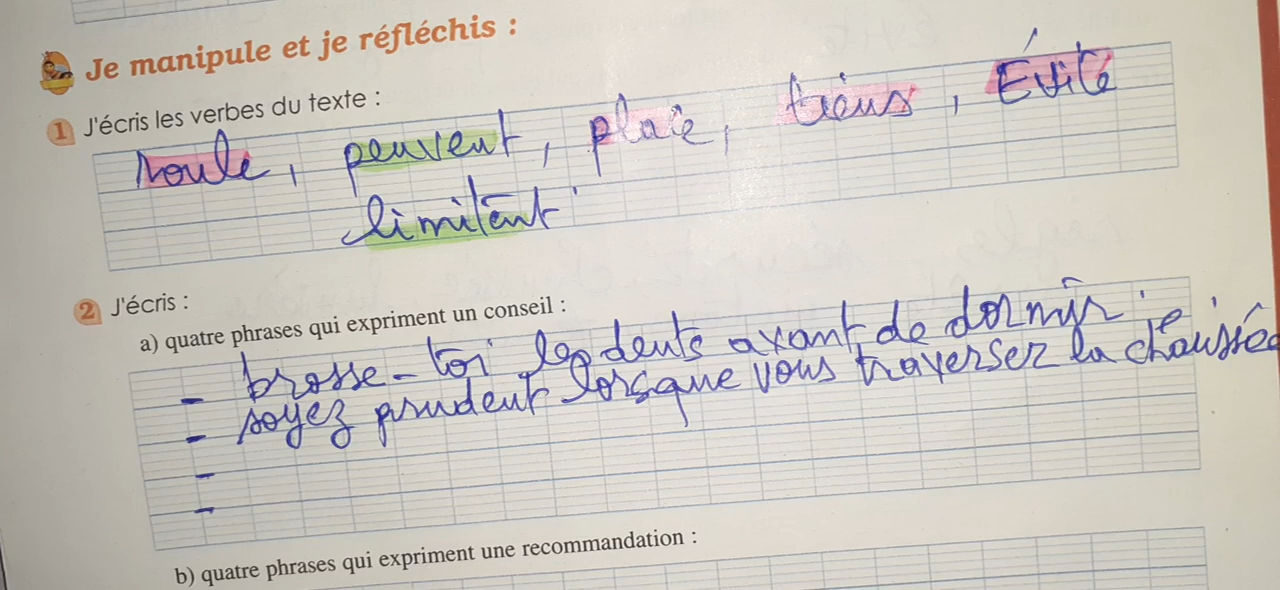 Je manipule et je réfléchis :
1 J'écris les verbes du texte :
roule, peuvent, place, tiens, Évite
limitent
2 J'écris :
a) quatre phrases qui expriment un conseil :
- brosse-toi les dents avant de dormir.
- soyez prudent lorsque vous traversez la chaussée
-
-
b) quatre phrases qui expriment une recommandation :